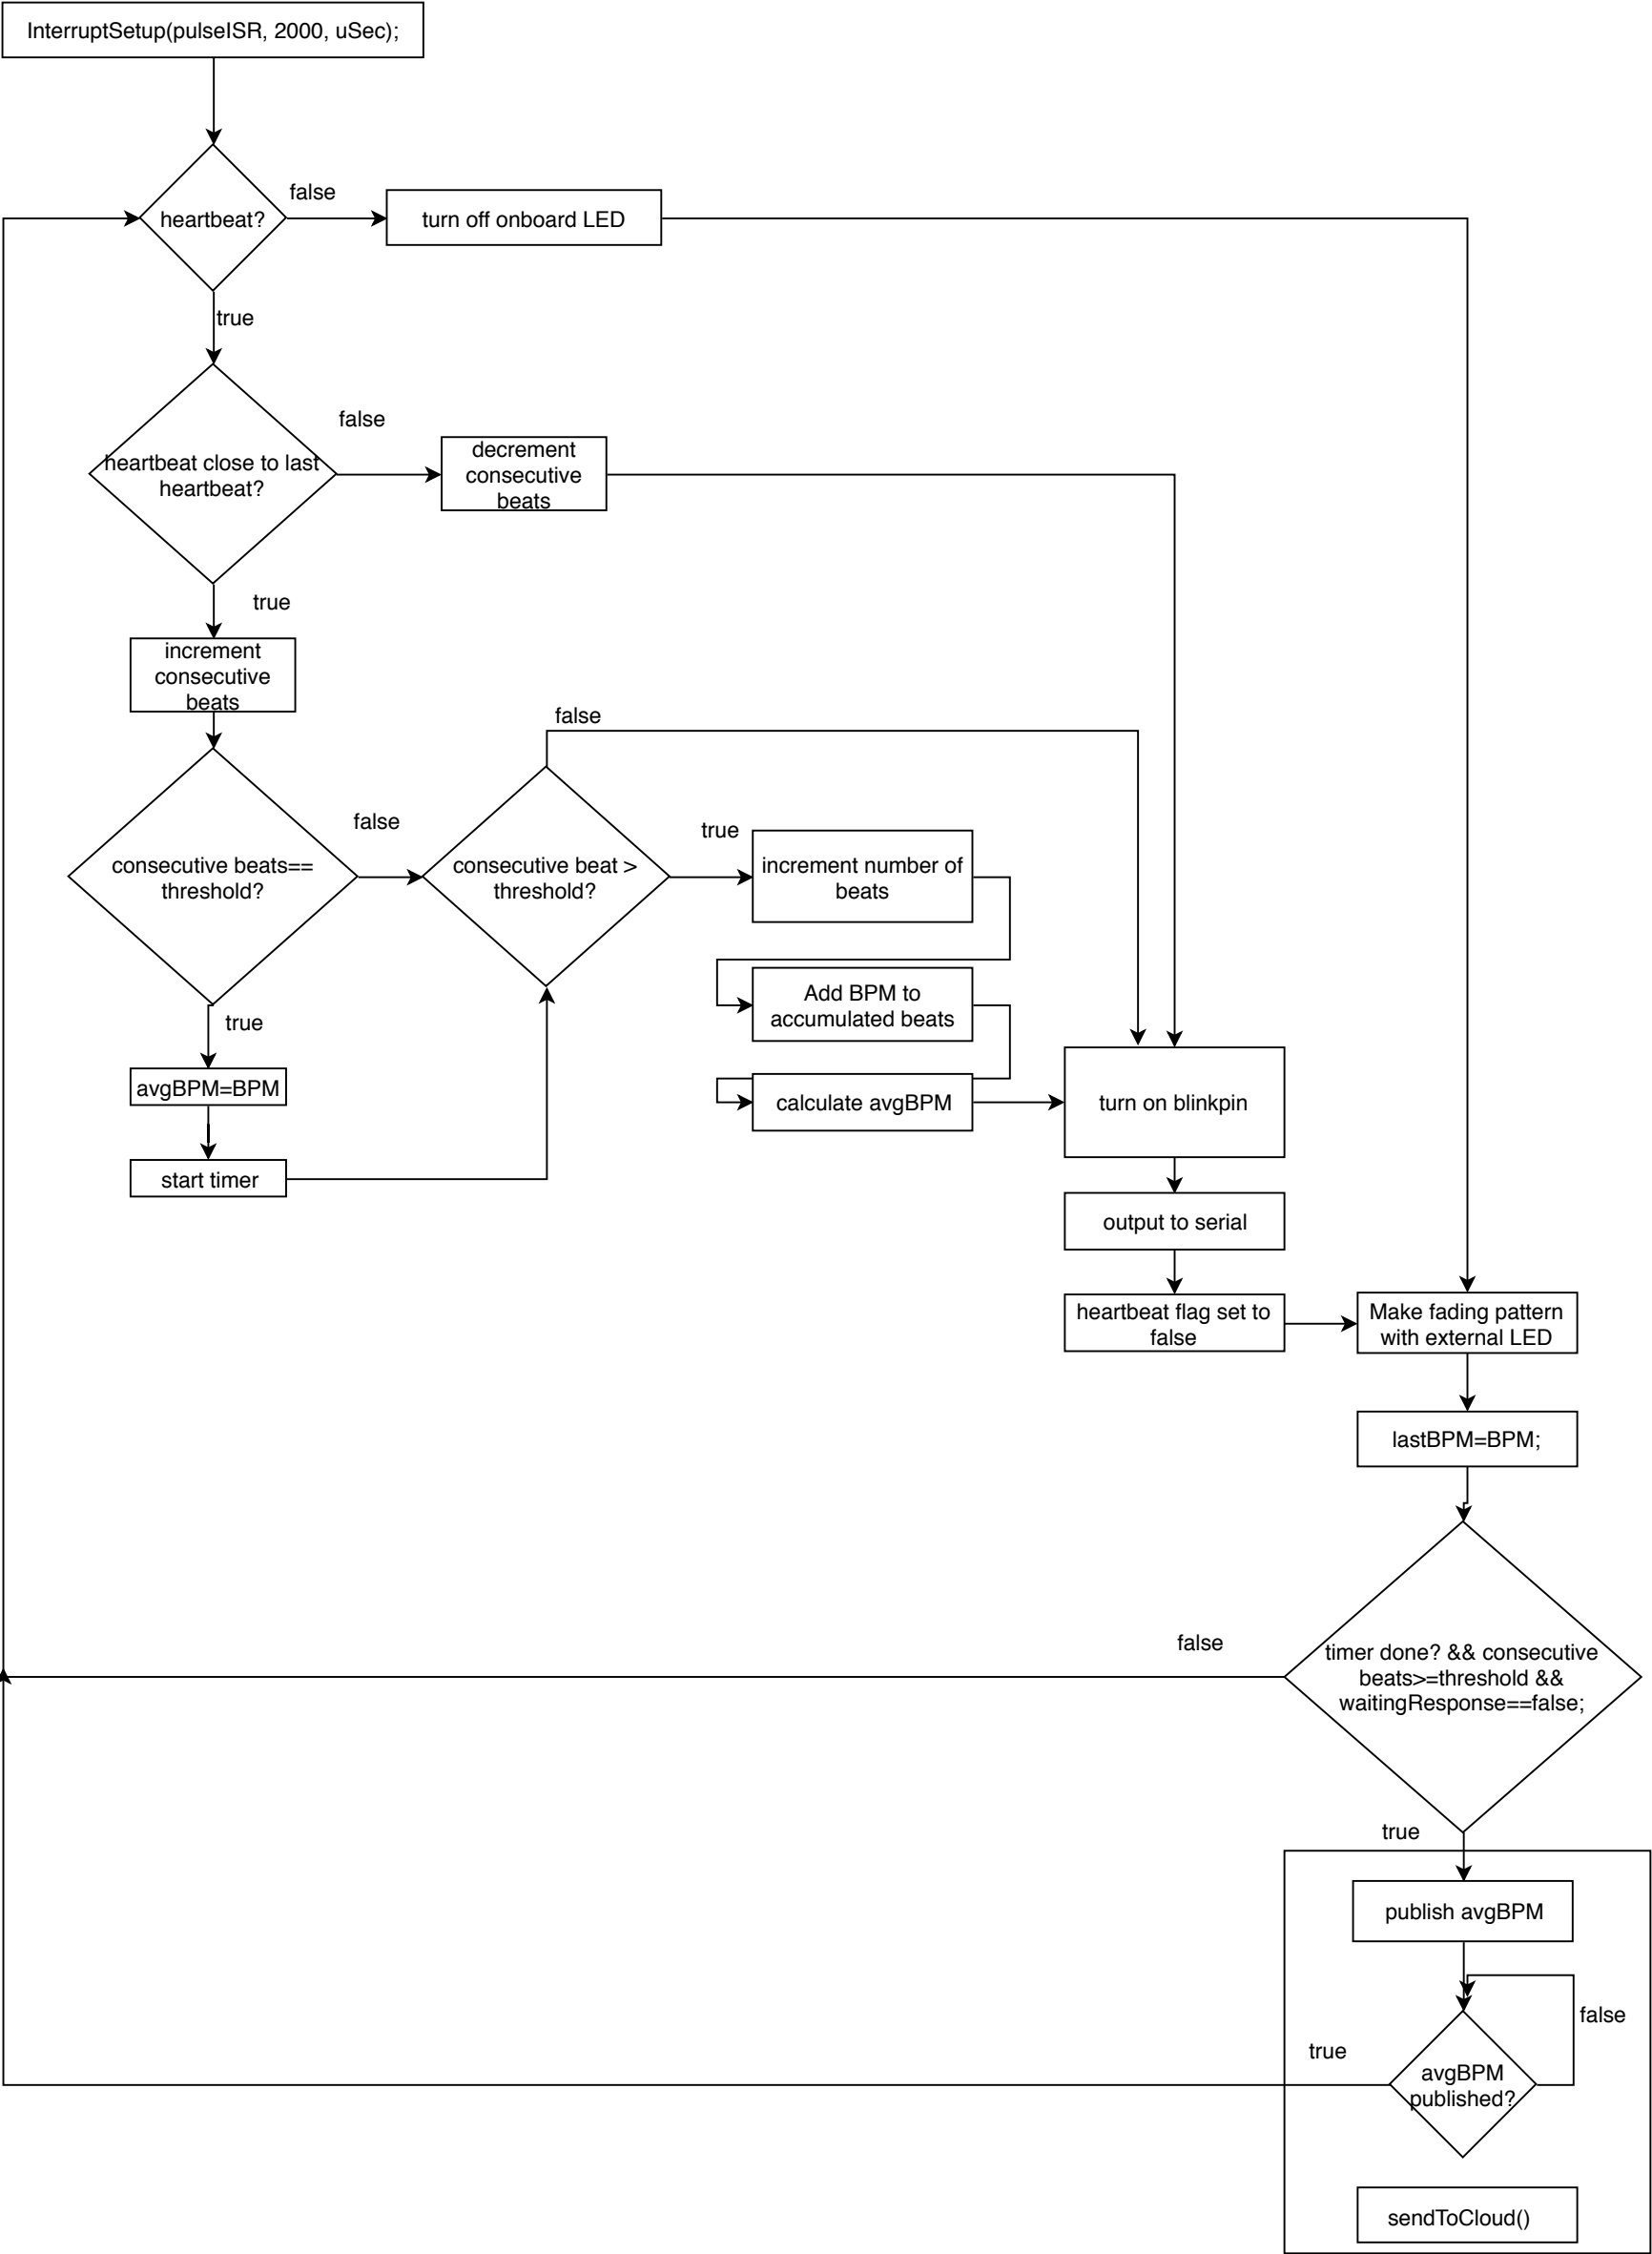 InterruptSetup(pulseISR, 2000, uSec);
false
heartbeat?
turn off onboard LED
true
false
heartbeat close to last
heartbeat?
decrement
consecutive
beats
true
increment
consecutive
beats
false
false
true
consecutive beats==
threshold?
consecutive beat >
threshold?
increment number of
beats
true
Add BPM to
accumulated beats
avgBPM=BPM
calculate avgBPM
turn on blinkpin
start timer
output to serial
heartbeat flag set to
false
Make fading pattern
with external LED
lastBPM=BPM;
false
timer done? && consecutive
beats>=threshold &&
waitingResponse==false;
true
publish avgBPM
false
true
avgBPM
published?
sendToCloud()